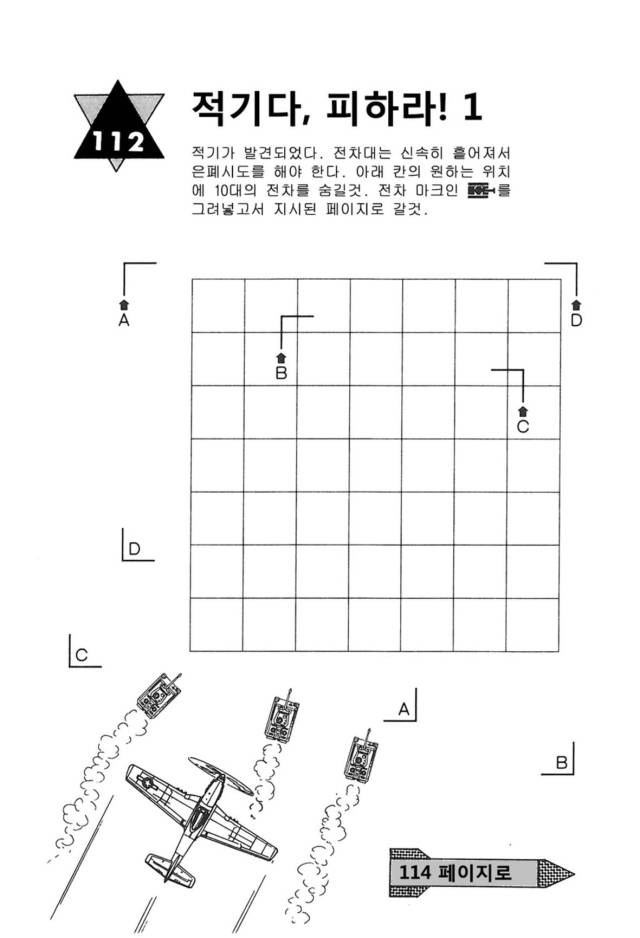 112
적기다, 피하라! 1
적기가 발견되었다. 전차대는 신속히 흩어져서
은폐시도를 해야 한다. 아래 칸의 원하는 위치
에 10대의 전차를 숨길것. 전차 마크인 를
그려넣고서 지시된 페이지로 갈것.
A
D
B
C
D
C
A
B
114 페이지로